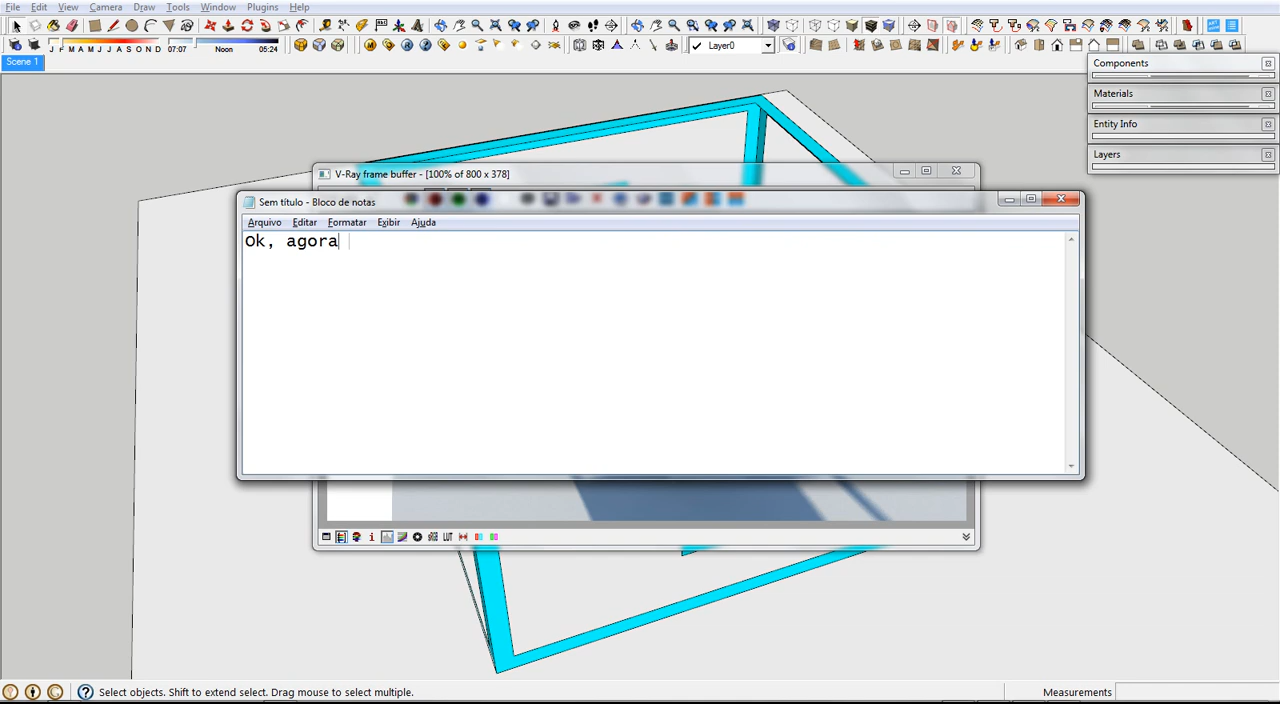 File Edit View Camera Draw Tools Window Plugins Help
J F M A M J J A S O N D 07:07 Noon 05:24 Layer0
Scene 1
Components
Materials
Entity Info
Layers
V-Ray frame buffer - [100% of 800 x 378]
Sem título - Bloco de notas
Arquivo Editar Formatar Exibir Ajuda
Ok, agora
LUT
Select objects. Shift to extend select. Drag mouse to select multiple. Measurements